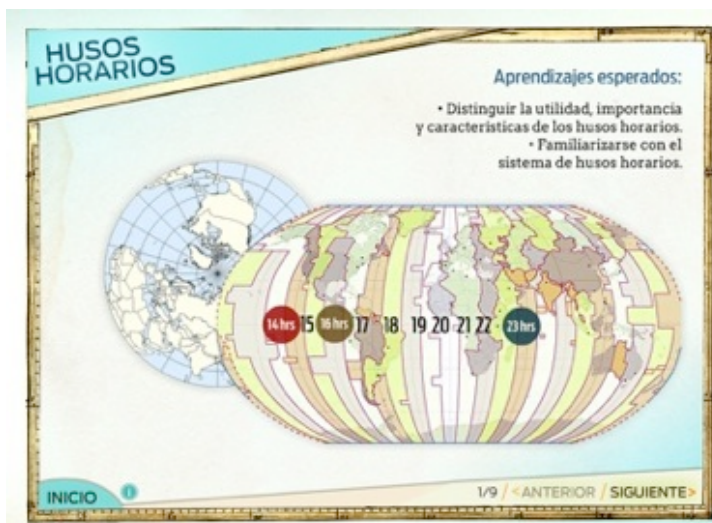 HUSOS
HORARIOS
Aprendizajes esperados:
• Distinguir la utilidad, importancia
y características de los husos horarios.
• Familiarizarse con el
sistema de husos horarios.
14 hrs 15 16 hrs 17 18 19 20 21 22 23 hrs
INICIO i 1/9 / <ANTERIOR / SIGUIENTE>